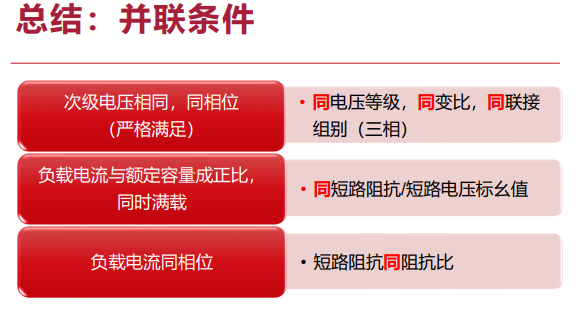 总结：并联条件
次级电压相同，同相位
（严格满足）
• 同电压等级，同变比，同联接
组别（三相）
负载电流与额定容量成正比，
同时满载
• 同短路阻抗/短路电压标幺值
负载电流同相位
• 短路阻抗同阻抗比